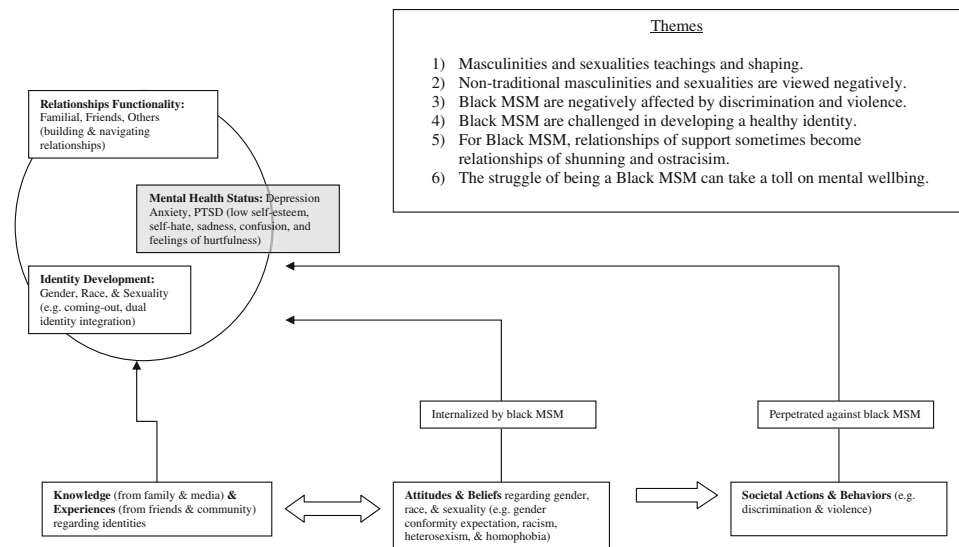 Themes
1) Masculinities and sexualities teachings and shaping.
2) Non-traditional masculinities and sexualities are viewed negatively.
3) Black MSM are negatively affected by discrimination and violence.
4) Black MSM are challenged in developing a healthy identity.
5) For Black MSM, relationships of support sometimes become
relationships of shunning and ostracism.
6) The struggle of being a Black MSM can take a toll on mental wellbing.
Relationships Functionality:
Familial, Friends, Others
(building & navigating
relationships)
Mental Health Status: Depression
Anxiety, PTSD (low self-esteem,
self-hate, sadness, confusion, and
feelings of hurtfulness)
Identity Development:
Gender, Race, & Sexuality
(e.g. coming-out, dual
identity integration)
Internalized by black MSM
Perpetrated against black MSM
Knowledge (from family & media) &
Experiences (from friends & community)
regarding identities
Attitudes & Beliefs regarding gender,
race, & sexuality (e.g. gender
conformity expectation, racism,
heterosexism, & homophobia)
Societal Actions & Behaviors (e.g.
discrimination & violence)